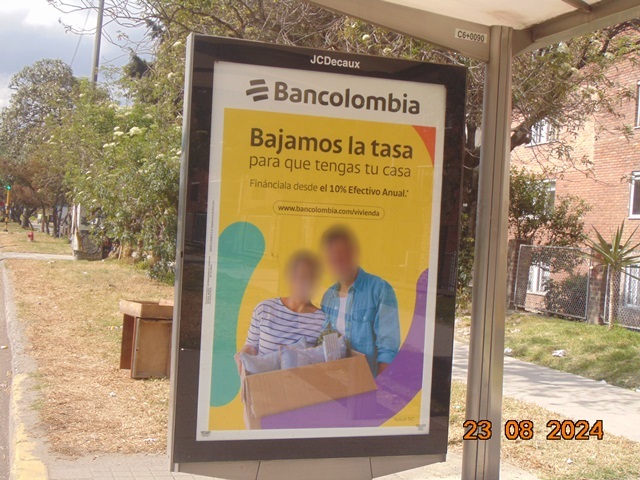 C6+0090
JCDecaux
Bancolombia
Bajamos la tasa
para que tengas tu casa
Fináncíala desde el 10% Efectivo Anual.*
www.bancolombia.com/vivienda
23 08 2024